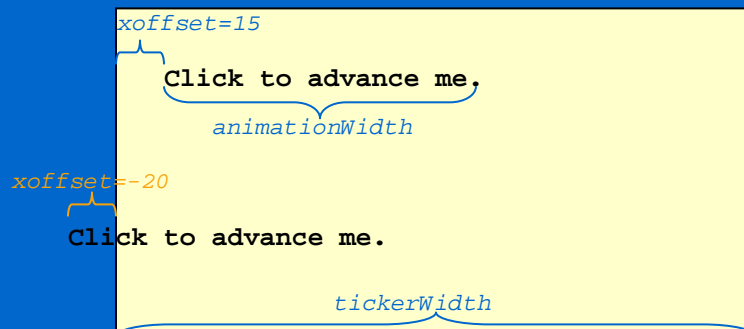 xoffset=15
Click to advance me.
animationWidth
xoffset=-20
Click to advance me.
tickerWidth